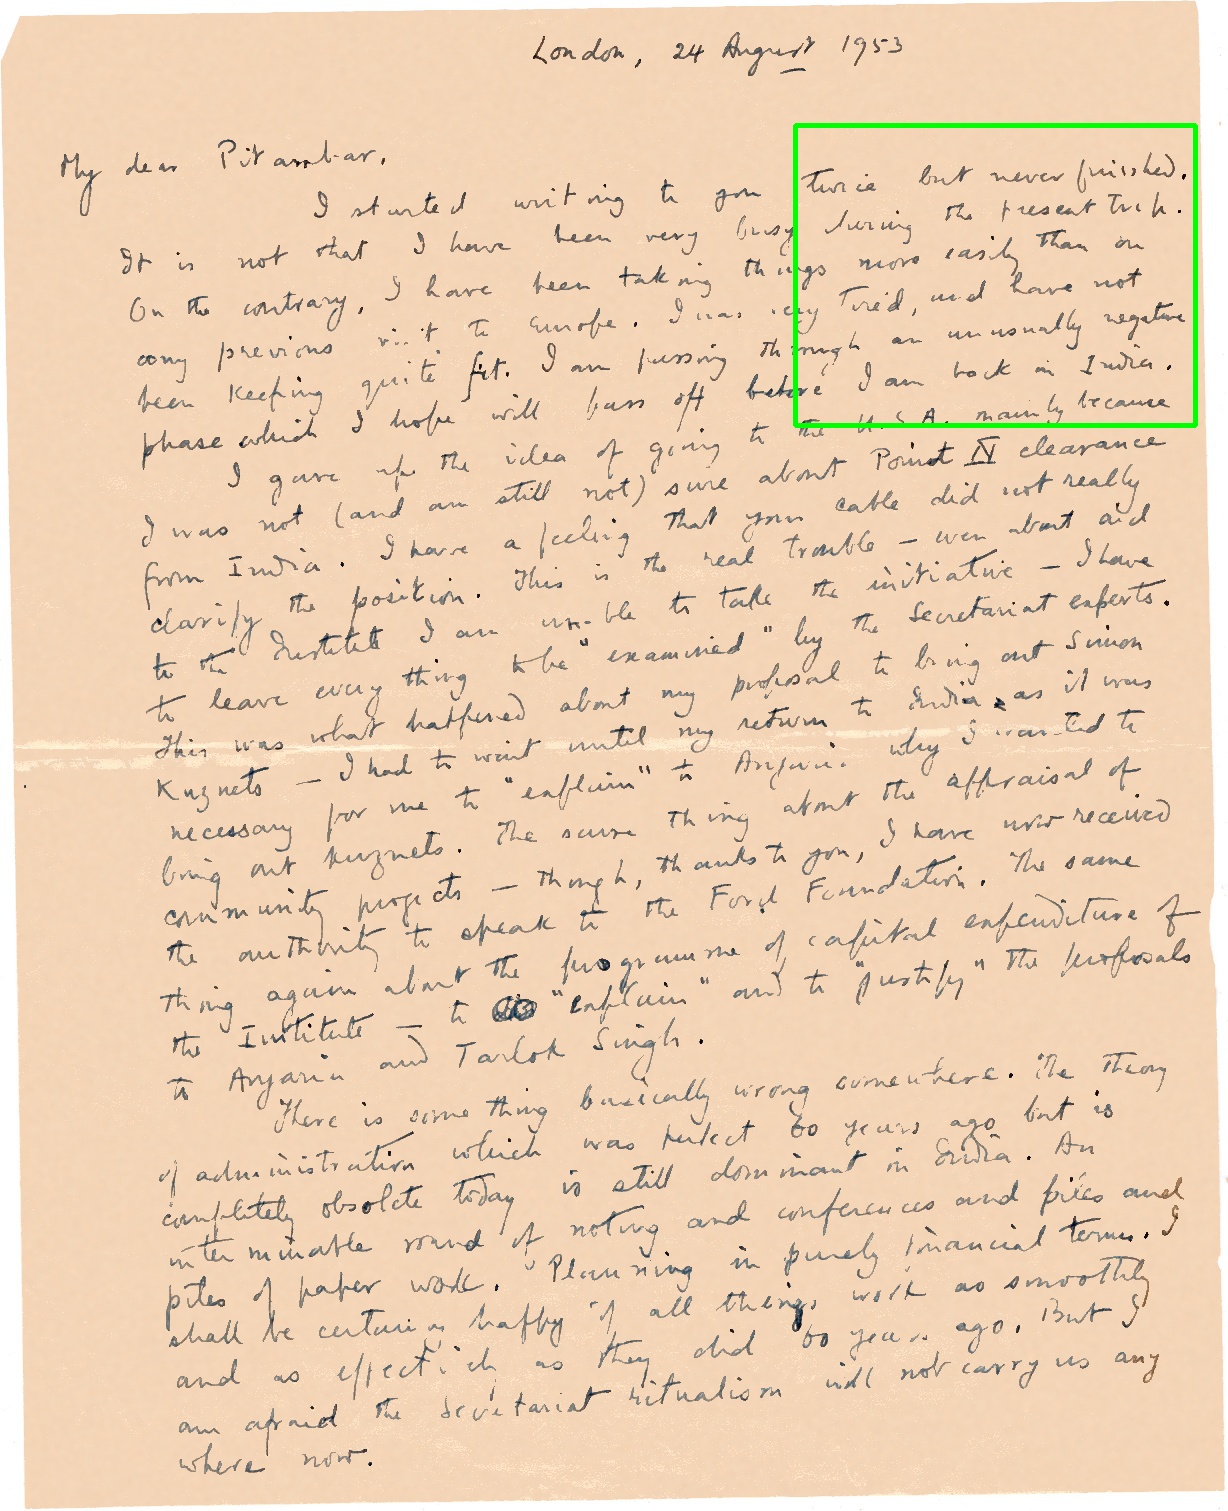 London, 24 August 1953
My dear Pitambar,
I started writing to you twice but never finished.
It is not that I have been very busy during the present trip.
On the contrary, I have been taking things more easily than on
any previous visit to Europe. I was very tired, and have not
been keeping quite fit. I am passing through an unusually negative
phase which I hope will pass off before I am back in India.
I gave up the idea of going to the U.S.A. mainly because
I was not (and am still not) sure about Point IV clearance
from India. I have a feeling that your cable did not really
clarify the position. This is the real trouble – even about aid
to the Institute I am unable to take the initiative – I have
to leave every thing to be "examined" by the Secretariat experts.
This was what happened about my proposal to bring out Simon
Kuznets – I had to wait until my return to India, as it was
necessary for me to "explain" to Anjaria why I wanted to
bring out Kuznets. The same thing about the appraisal of
community projects – though, thanks to you, I have now received
the authority to speak to the Ford Foundation. The same
thing again about the programme of capital expenditure of
the Institute – to "explain" and to "justify" the proposals
to Anjaria and Tarlok Singh.
There is some thing basically wrong somewhere. The theory
of administration which was perfect 60 years ago but is
completely obsolete today is still dominant in India. An
interminable round of noting and conferences and files and
piles of paper work. Planning in purely financial terms. I
shall be certainly happy if all things work as smoothly
and as effectively as they did 60 years ago. But I
am afraid the Secretariat ritualism will not carry us any
where now.